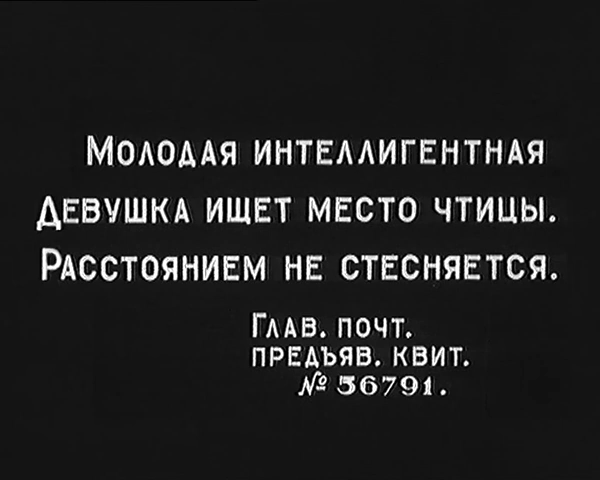 Молодая интеллигентная
Девушка ищет место чтицы.
Расстоянием не стесняется.
Глав. почт.
предъяв. квит.
№ 56791.